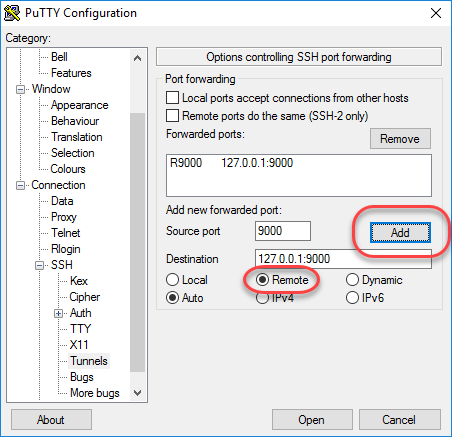 PuTTY Configuration
Category:
Bell
Features
Window
Appearance
Behaviour
Translation
Selection
Colours
Connection
Data
Proxy
Telnet
Rlogin
SSH
Kex
Cipher
Auth
TTY
X11
Tunnels
Bugs
More bugs
Options controlling SSH port forwarding
Port forwarding
Local ports accept connections from other hosts
Remote ports do the same (SSH-2 only)
Forwarded ports:
Remove
R9000 127.0.0.1:9000
Add new forwarded port:
Source port 9000 Add
Destination 127.0.0.1:9000
Local Remote Dynamic
Auto IPv4 IPv6
About Open Cancel